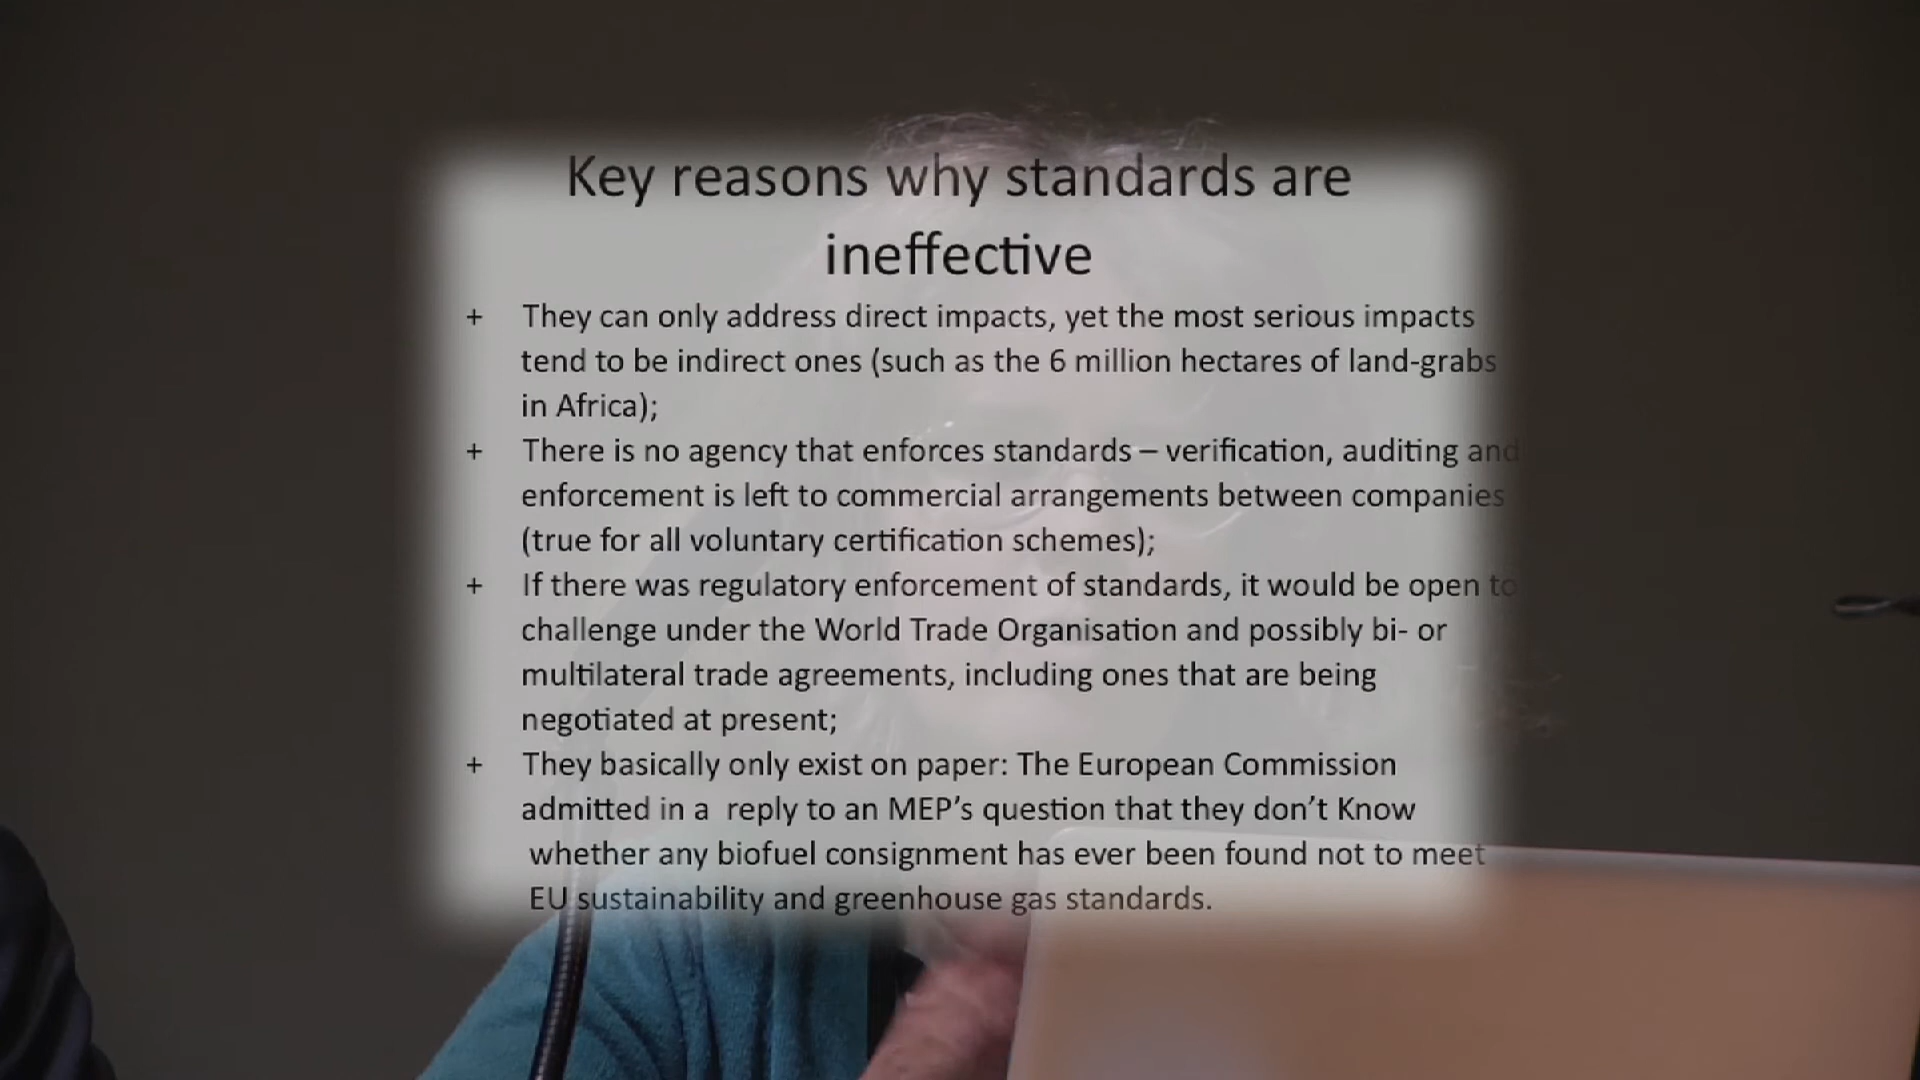 Key reasons why standards are
ineffective
+ They can only address direct impacts, yet the most serious impacts
tend to be indirect ones (such as the 6 million hectares of land-grabs
in Africa);
+ There is no agency that enforces standards – verification, auditing and
enforcement is left to commercial arrangements between companies
(true for all voluntary certification schemes);
+ If there was regulatory enforcement of standards, it would be open to
challenge under the World Trade Organisation and possibly bi- or
multilateral trade agreements, including ones that are being
negotiated at present;
+ They basically only exist on paper: The European Commission
admitted in a  reply to an MEP’s question that they don’t Know
whether any biofuel consignment has ever been found not to meet
EU sustainability and greenhouse gas standards.